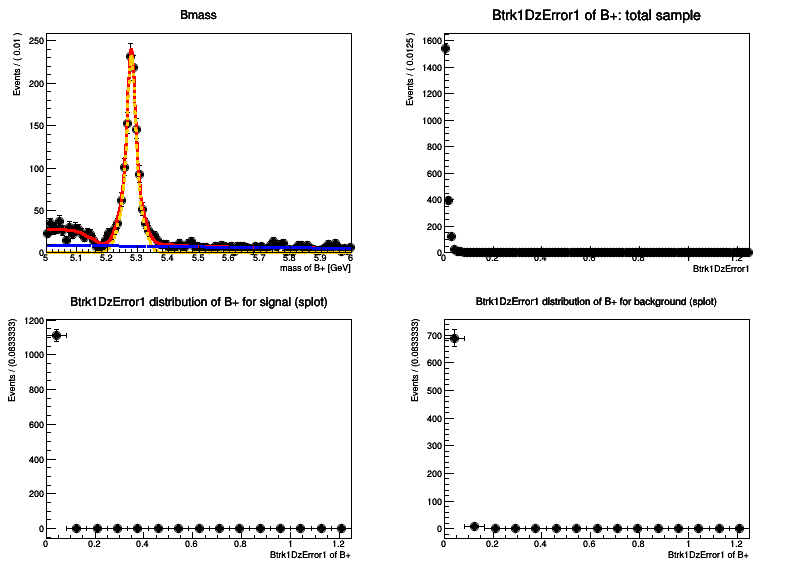 Bmass
Events / ( 0.01 )
250
200
150
100
50
0
5 5.1 5.2 5.3 5.4 5.5 5.6 5.7 5.8 5.9 6
mass of B+ [GeV]
Btrk1DzError1 of B+: total sample
Events / ( 0.0125 )
1600
1400
1200
1000
800
600
400
200
0
0 0.2 0.4 0.6 0.8 1 1.2
Btrk1DzError1
Btrk1DzError1 distribution of B+ for signal (splot)
Events / (0.0833333)
1200
1000
800
600
400
200
0
0 0.2 0.4 0.6 0.8 1 1.2
Btrk1DzError1 of B+
Btrk1DzError1 distribution of B+ for background (splot)
Events / (0.0833333)
700
600
500
400
300
200
100
0
0 0.2 0.4 0.6 0.8 1 1.2
Btrk1DzError1 of B+